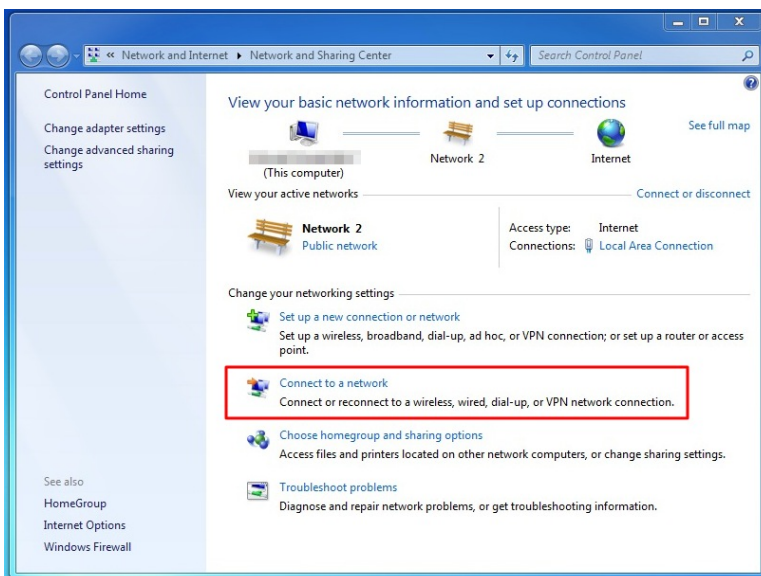 « Network and Internet ▸ Network and Sharing Center
Search Control Panel
Control Panel Home
Change adapter settings
Change advanced sharing
settings
See also
HomeGroup
Internet Options
Windows Firewall
View your basic network information and set up connections
See full map
(This computer)
Network 2
Internet
View your active networks
Connect or disconnect
Network 2
Public network
Access type: Internet
Connections: Local Area Connection
Change your networking settings
Set up a new connection or network
Set up a wireless, broadband, dial-up, ad hoc, or VPN connection; or set up a router or access
point.
Connect to a network
Connect or reconnect to a wireless, wired, dial-up, or VPN network connection.
Choose homegroup and sharing options
Access files and printers located on other network computers, or change sharing settings.
Troubleshoot problems
Diagnose and repair network problems, or get troubleshooting information.